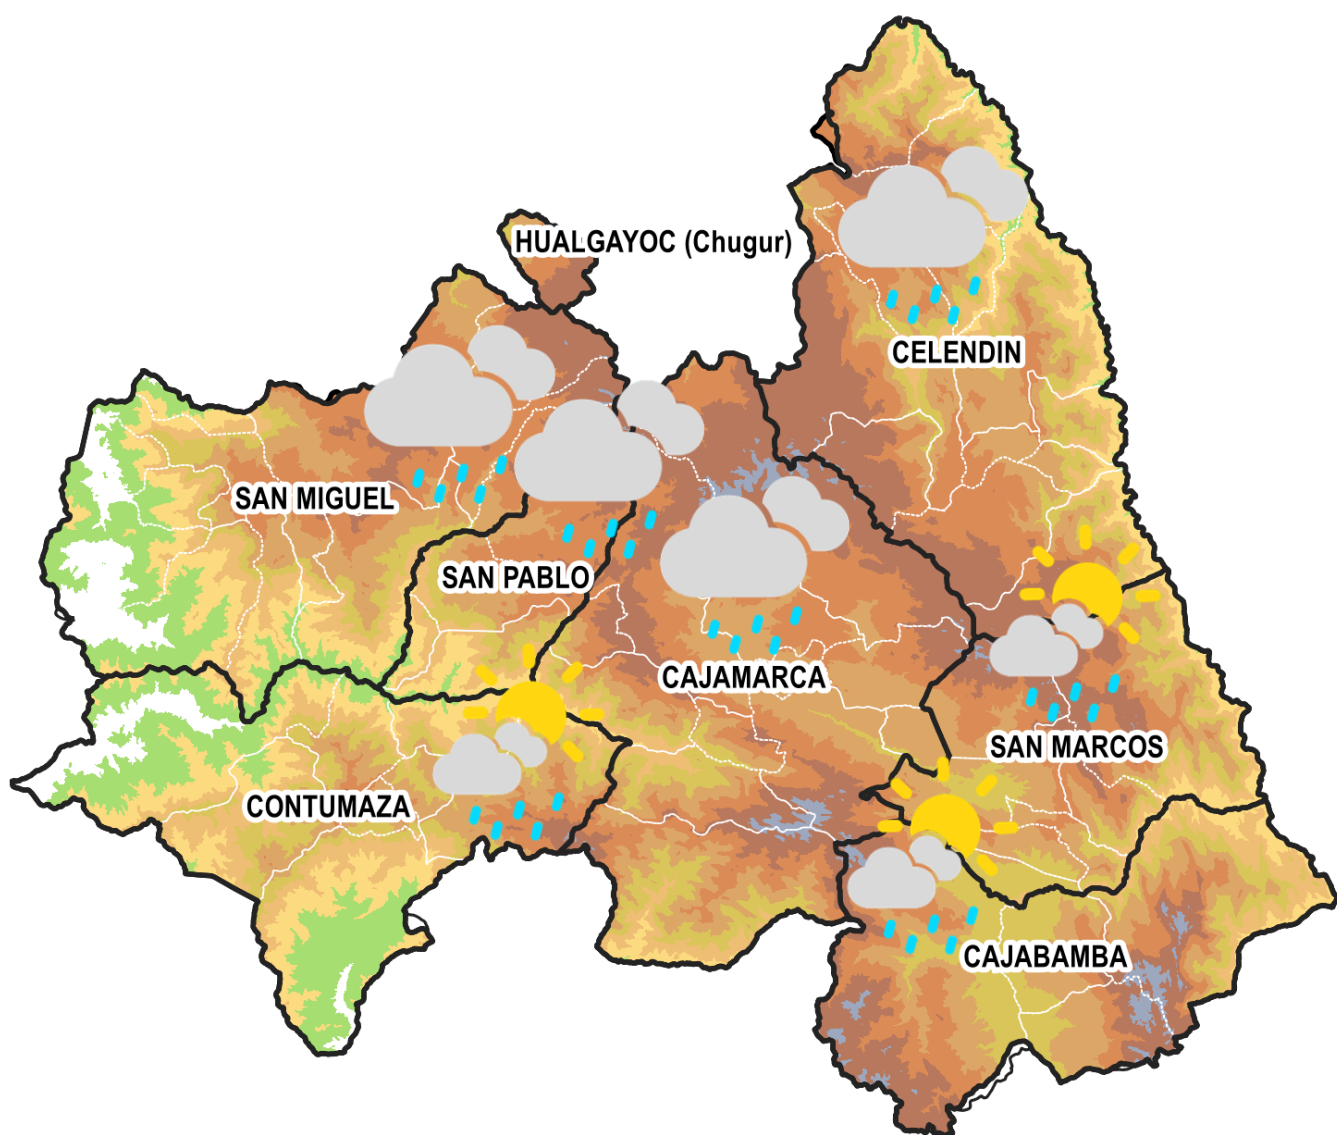 HUALGAYOC (Chugur)
CELENDIN
SAN MIGUEL
SAN PABLO
CAJAMARCA
SAN MARCOS
CONTUMAZA
CAJABAMBA